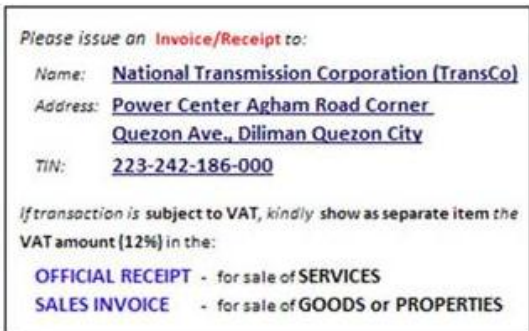 Please issue an Invoice/Receipt to:
Name: National Transmission Corporation (TransCo)
Address: Power Center Agham Road Corner
Quezon Ave., Diliman Quezon City
TIN: 223-242-186-000
If transaction is subject to VAT, kindly show as separate item the
VAT amount (12%) in the:
OFFICIAL RECEIPT - for sale of SERVICES
SALES INVOICE - for sale of GOODS or PROPERTIES